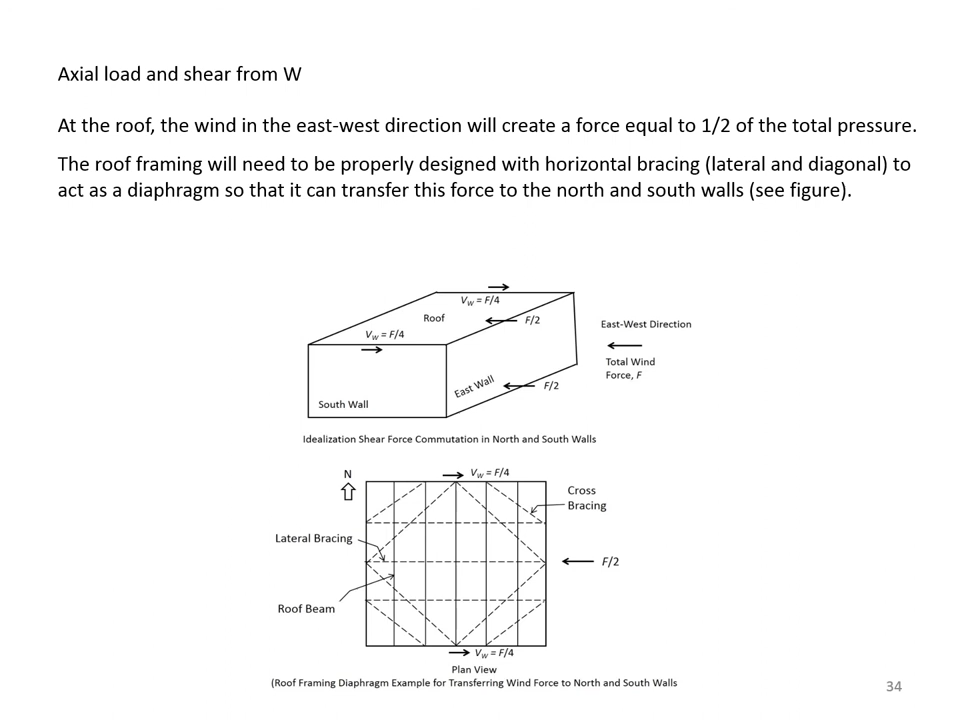 Axial load and shear from W
At the roof, the wind in the east-west direction will create a force equal to 1/2 of the total pressure.
The roof framing will need to be properly designed with horizontal bracing (lateral and diagonal) to
act as a diaphragm so that it can transfer this force to the north and south walls (see figure).
V_W = F/4
Roof
F/2
East-West Direction
V_W = F/4
Total Wind
Force, F
East Wall
F/2
South Wall
Idealization Shear Force Commutation in North and South Walls
N
V_W = F/4
Cross
Bracing
Lateral Bracing
F/2
Roof Beam
V_W = F/4
Plan View
(Roof Framing Diaphragm Example for Transferring Wind Force to North and South Walls
34